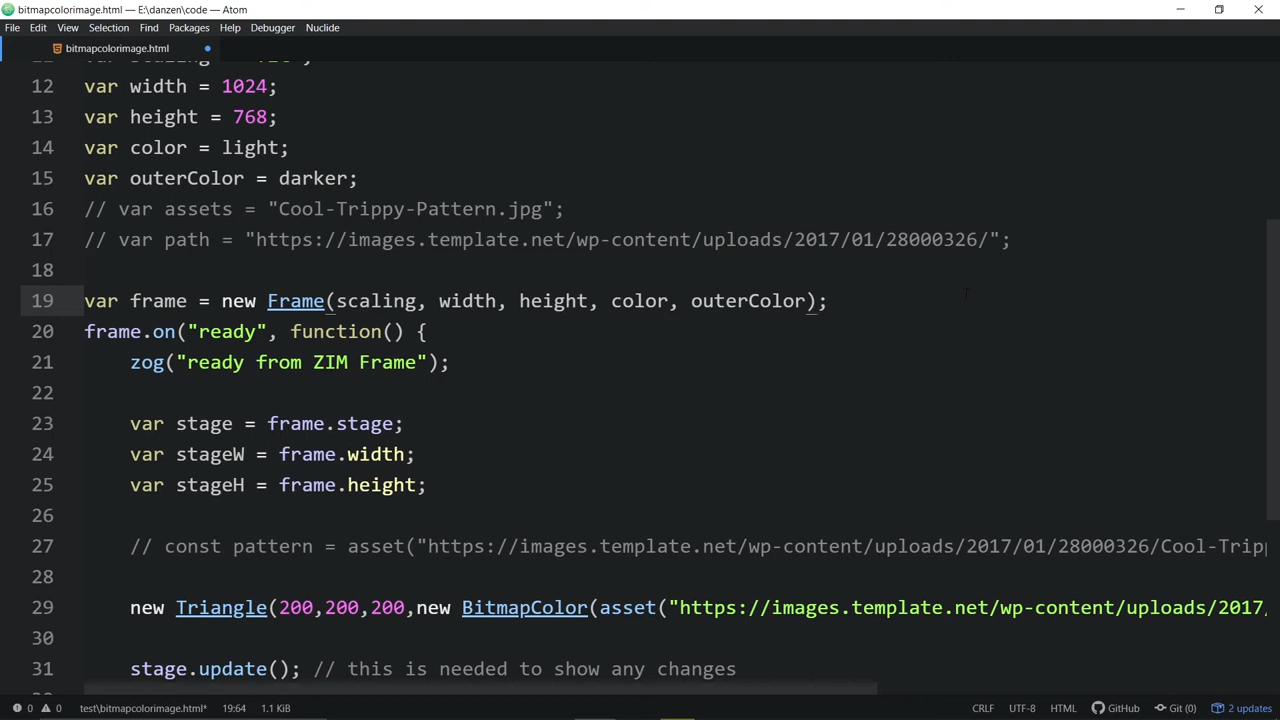 bitmapcolorimage.html — E:\danzen\code — Atom
File Edit View Selection Find Packages Help Debugger Nuclide
bitmapcolorimage.html
12 var width = 1024;
13 var height = 768;
14 var color = light;
15 var outerColor = darker;
16 // var assets = "Cool-Trippy-Pattern.jpg";
17 // var path = "https://images.template.net/wp-content/uploads/2017/01/28000326/";
18
19 var frame = new Frame(scaling, width, height, color, outerColor);
20 frame.on("ready", function() {
21 zog("ready from ZIM Frame");
22
23 var stage = frame.stage;
24 var stageW = frame.width;
25 var stageH = frame.height;
26
27 // const pattern = asset("https://images.template.net/wp-content/uploads/2017/01/28000326/Cool-Tripp
28
29 new Triangle(200,200,200,new BitmapColor(asset("https://images.template.net/wp-content/uploads/2017/
30
31 stage.update(); // this is needed to show any changes
0 0 test\bitmapcolorimage.html* 19:64 1.1 KiB CRLF UTF-8 HTML GitHub Git (0) 2 updates